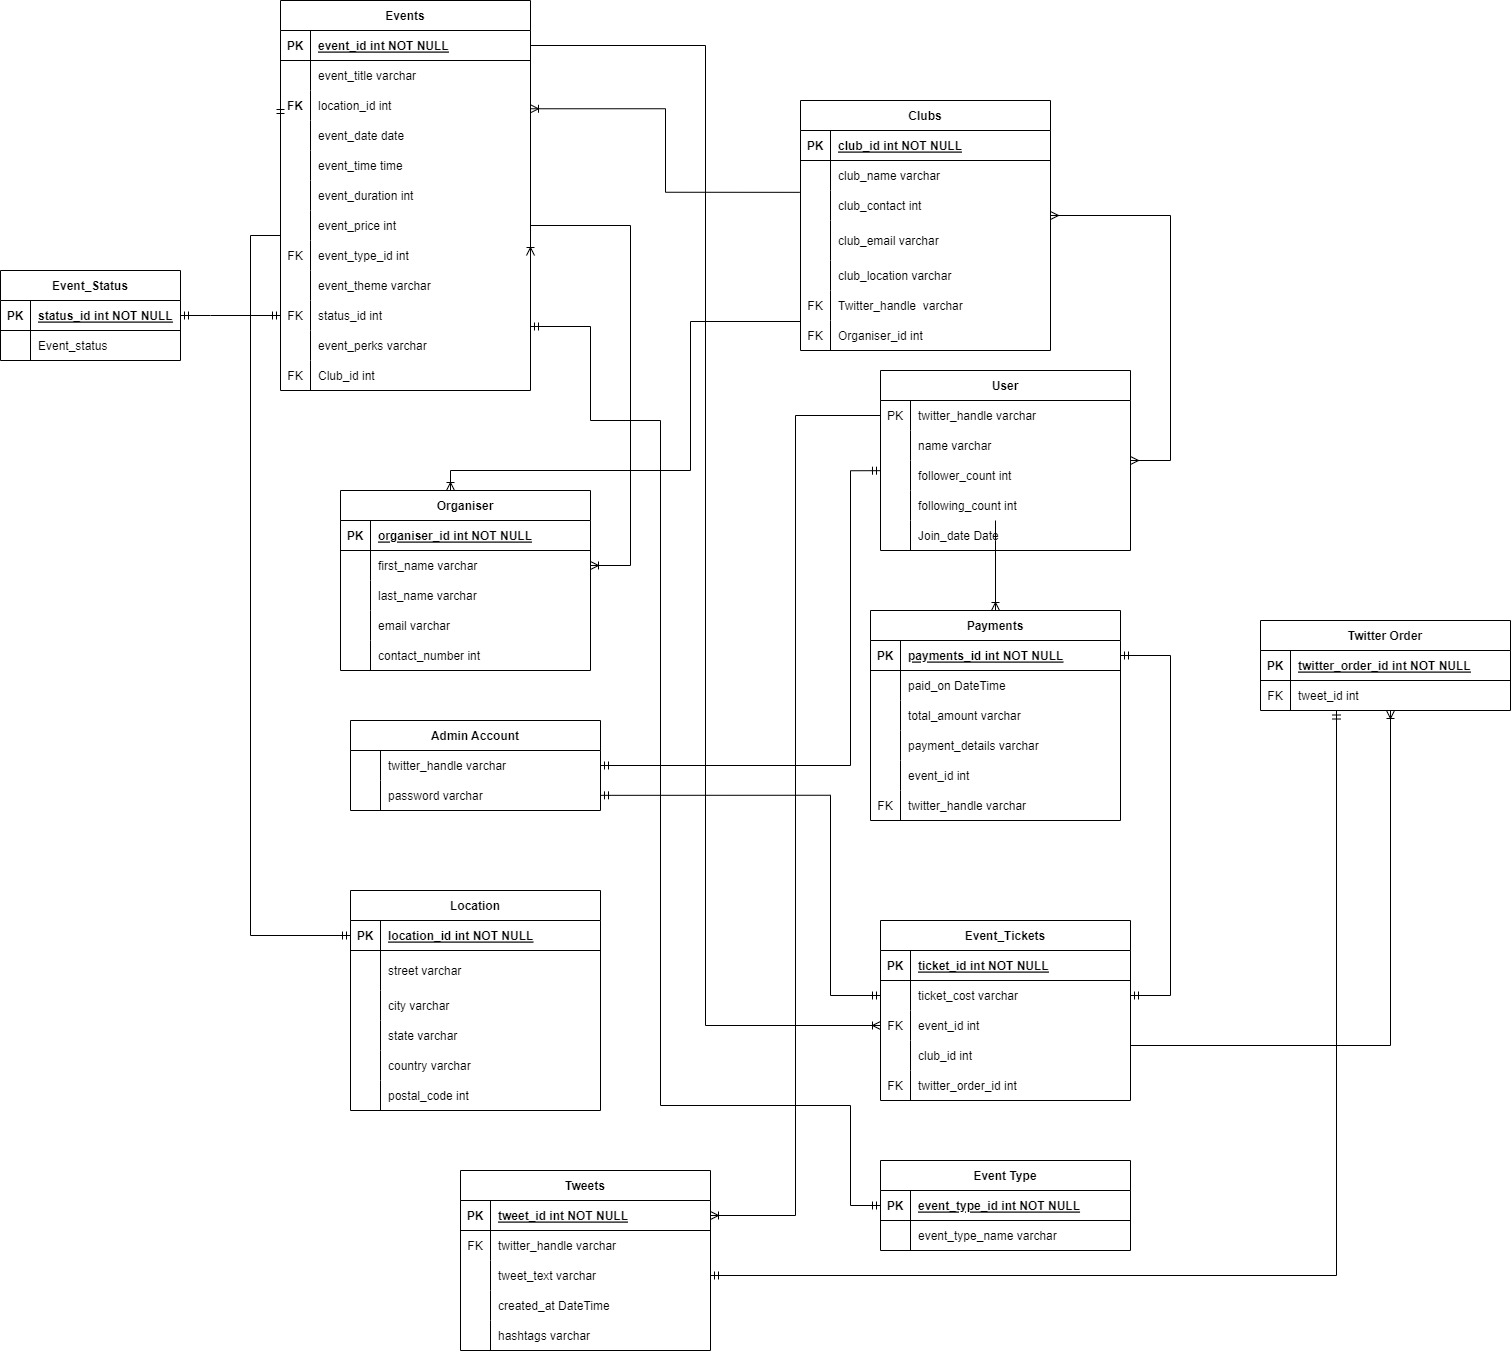 Events
PK event_id int NOT NULL
event_title varchar
FK location_id int
event_date date
event_time time
event_duration int
event_price int
FK event_type_id int
event_theme varchar
FK status_id int
event_perks varchar
FK Club_id int
Clubs
PK club_id int NOT NULL
club_name varchar
club_contact int
club_email varchar
club_location varchar
FK Twitter_handle varchar
FK Organiser_id int
Event_Status
PK status_id int NOT NULL
Event_status
User
PK twitter_handle varchar
name varchar
follower_count int
following_count int
Join_date Date
Organiser
PK organiser_id int NOT NULL
first_name varchar
last_name varchar
email varchar
contact_number int
Payments
PK payments_id int NOT NULL
paid_on DateTime
total_amount varchar
payment_details varchar
event_id int
FK twitter_handle varchar
Twitter Order
PK twitter_order_id int NOT NULL
FK tweet_id int
Admin Account
twitter_handle varchar
password varchar
Location
PK location_id int NOT NULL
street varchar
city varchar
state varchar
country varchar
postal_code int
Event_Tickets
PK ticket_id int NOT NULL
ticket_cost varchar
FK event_id int
club_id int
FK twitter_order_id int
Tweets
PK tweet_id int NOT NULL
FK twitter_handle varchar
tweet_text varchar
created_at DateTime
hashtags varchar
Event Type
PK event_type_id int NOT NULL
event_type_name varchar